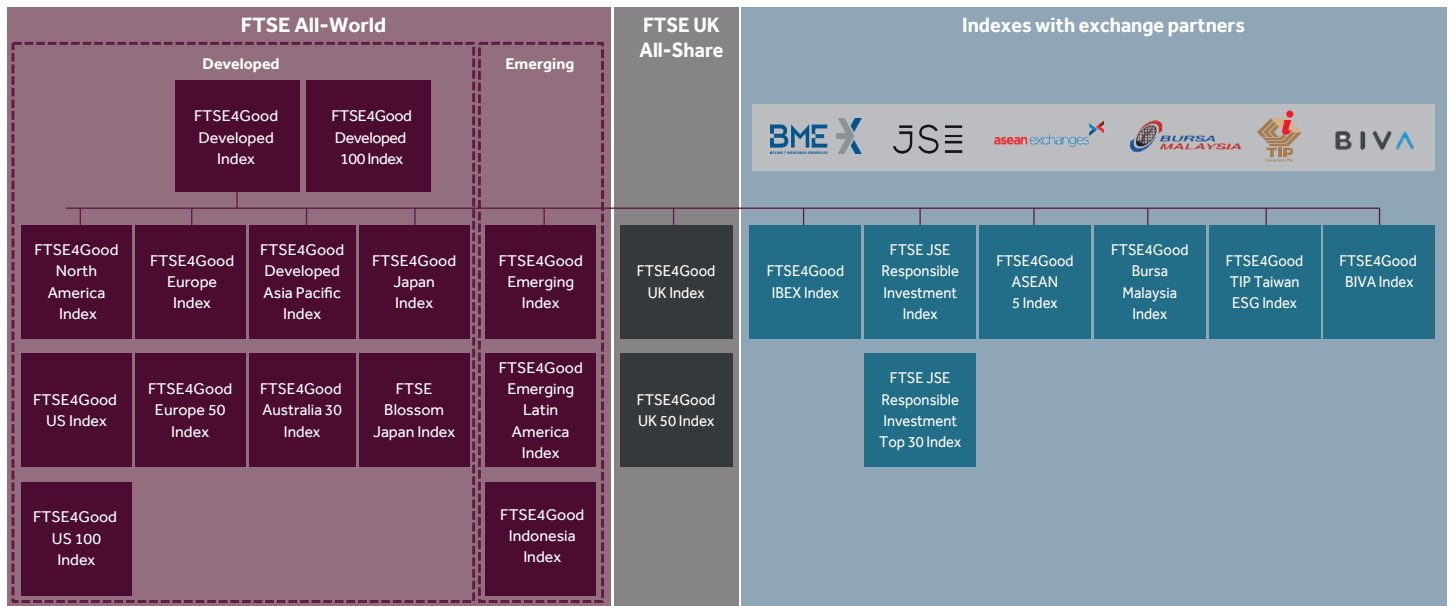 FTSE All-World
Developed
Emerging
FTSE4Good
Developed
Index
FTSE4Good
Developed
100 Index
FTSE4Good
North
America
Index
FTSE4Good
Europe
Index
FTSE4Good
Developed
Asia Pacific
Index
FTSE4Good
Japan
Index
FTSE4Good
Emerging
Index
FTSE4Good
US Index
FTSE4Good
Europe 50
Index
FTSE4Good
Australia 30
Index
FTSE
Blossom
Japan Index
FTSE4Good
Emerging
Latin
America
Index
FTSE4Good
US 100
Index
FTSE4Good
Indonesia
Index
FTSE UK
All-Share
FTSE4Good
UK Index
FTSE4Good
UK 50 Index
Indexes with exchange partners
BME
JSE
asean exchanges
BURSA
MALAYSIA
TIP
BIVA
FTSE4Good
IBEX Index
FTSE JSE
Responsible
Investment
Index
FTSE4Good
ASEAN
5 Index
FTSE4Good
Bursa
Malaysia
Index
FTSE4Good
TIP Taiwan
ESG Index
FTSE4Good
BIVA Index
FTSE JSE
Responsible
Investment
Top 30 Index